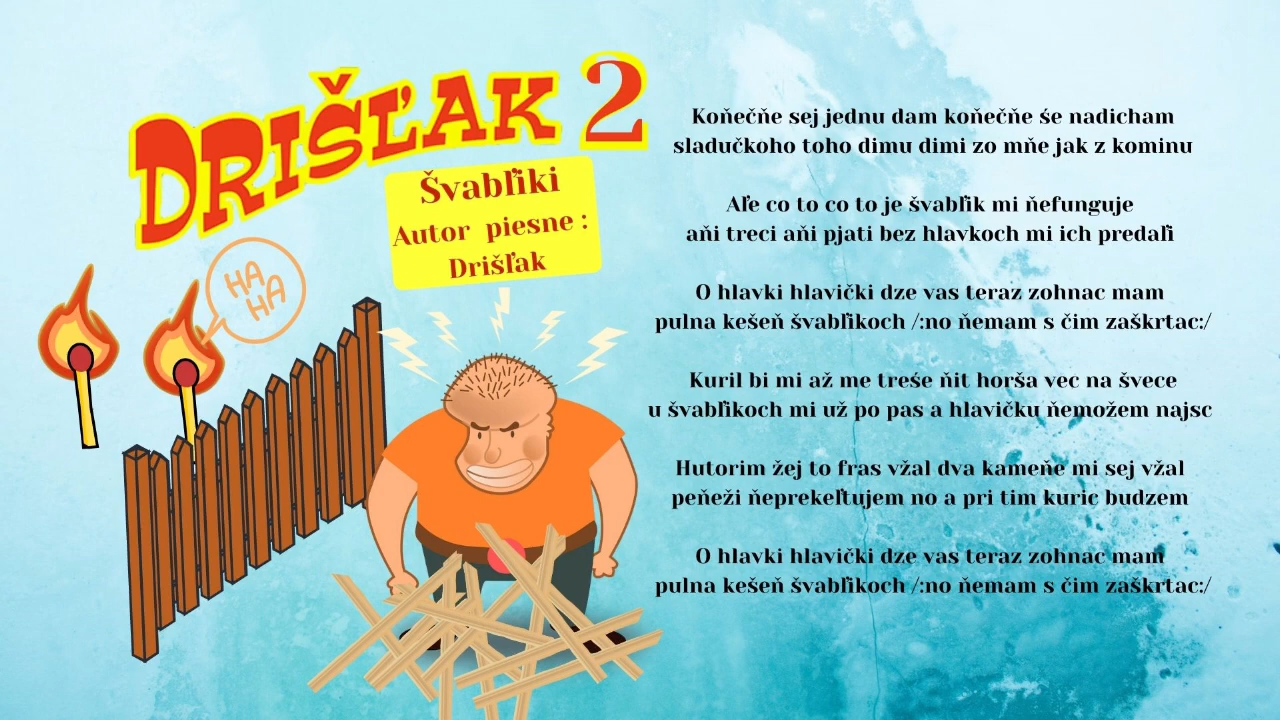 DRIŠĽAK 2
Švabľiki
Autor piesne :
Drišľak
HA
HA
Koňečňe sej jednu dam koňečňe śe nadicham
sladučkoho toho dimu dimi zo mňe jak z kominu
Aľe co to co to je švabľik mi ňefunguje
aňi treci aňi pjati bez hlavkoch mi ich predaľi
O hlavki hlavički dze vas teraz zohnac mam
pulna kešeň švabľikoch /:no ňemam s čim zaškrtac:/
Kuril bi mi až me treśe ňit horša vec na švece
u švabľikoch mi už po pas a hlavičku ňemožem najsc
Hutorim žej to fras vžal dva kameňe mi sej vžal
peňeži ňeprekeľtujem no a pri tim kuric budzem
O hlavki hlavički dze vas teraz zohnac mam
pulna kešeň švabľikoch /:no ňemam s čim zaškrtac:/